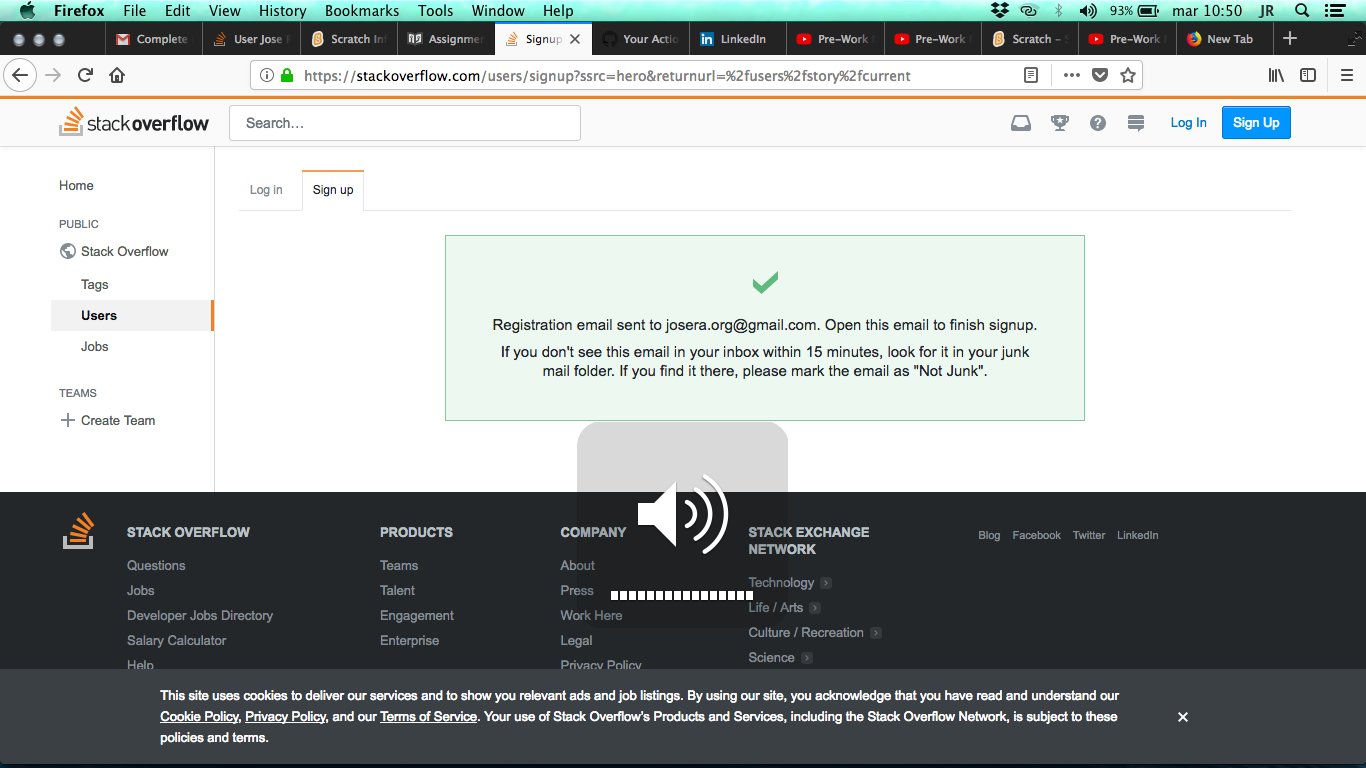 Firefox File Edit View History Bookmarks Tools Window Help 93% mar 10:50 JR
Complete User Jose Scratch In Assignme Signup Your Actio LinkedIn Pre-Work Pre-Work Scratch – Pre-Work New Tab
https://stackoverflow.com/users/signup?ssrc=hero&returnurl=%2fusers%2fstory%2fcurrent
stackoverflow Search… Log In Sign Up
Home
PUBLIC
Stack Overflow
Tags
Users
Jobs
TEAMS
Create Team
Log in Sign up
Registration email sent to josera.org@gmail.com. Open this email to finish signup.
If you don't see this email in your inbox within 15 minutes, look for it in your junk
mail folder. If you find it there, please mark the email as "Not Junk".
STACK OVERFLOW
Questions
Jobs
Developer Jobs Directory
Salary Calculator
Help
PRODUCTS
Teams
Talent
Engagement
Enterprise
COMPANY
About
Press
Work Here
Legal
Privacy Policy
STACK EXCHANGE
NETWORK
Technology
Life / Arts
Culture / Recreation
Science
Blog Facebook Twitter LinkedIn
This site uses cookies to deliver our services and to show you relevant ads and job listings. By using our site, you acknowledge that you have read and understand our
Cookie Policy, Privacy Policy, and our Terms of Service. Your use of Stack Overflow's Products and Services, including the Stack Overflow Network, is subject to these
policies and terms.